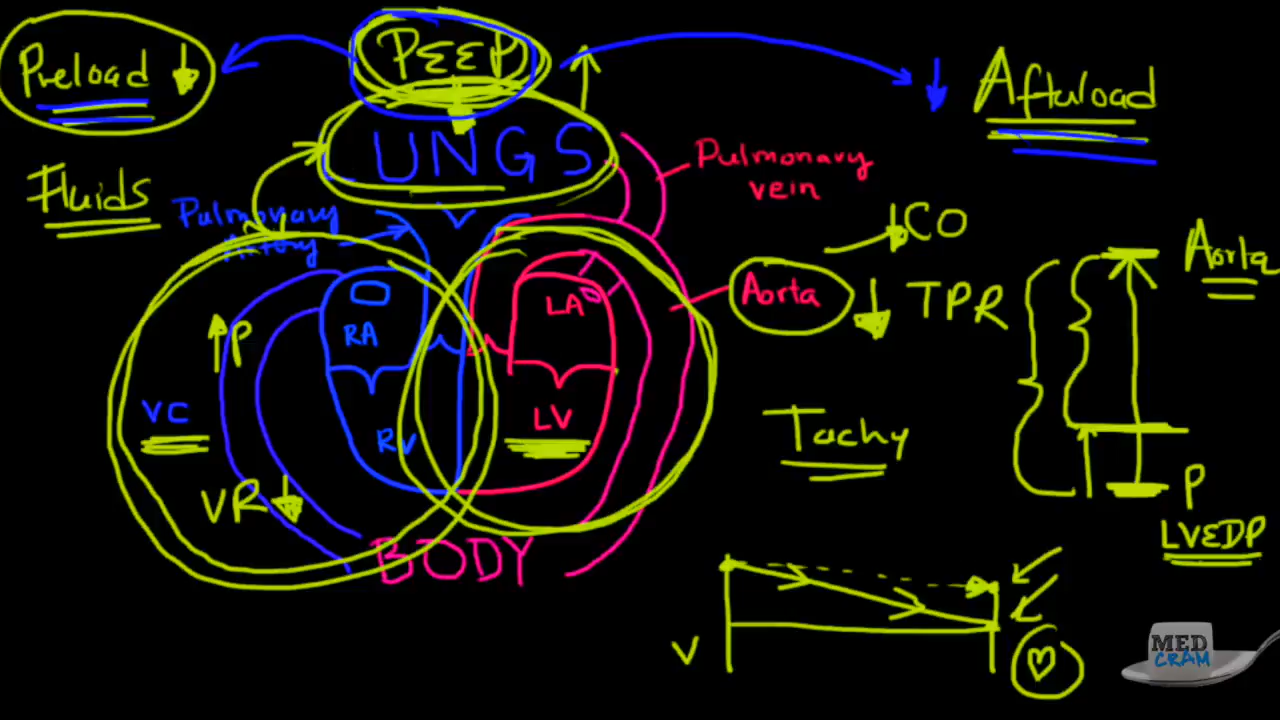 PEEP
Preload ↓
↓ Afterload
LUNGS
Fluids
Pulmonary
vein
Pulmonary
Artery
↓CO
Aorta
Aorta
↓ TPR
LA
RA
↑P
VC
LV
RV
Tachy
VR↓
P
LVEDP
BODY
V
MED
CRAM